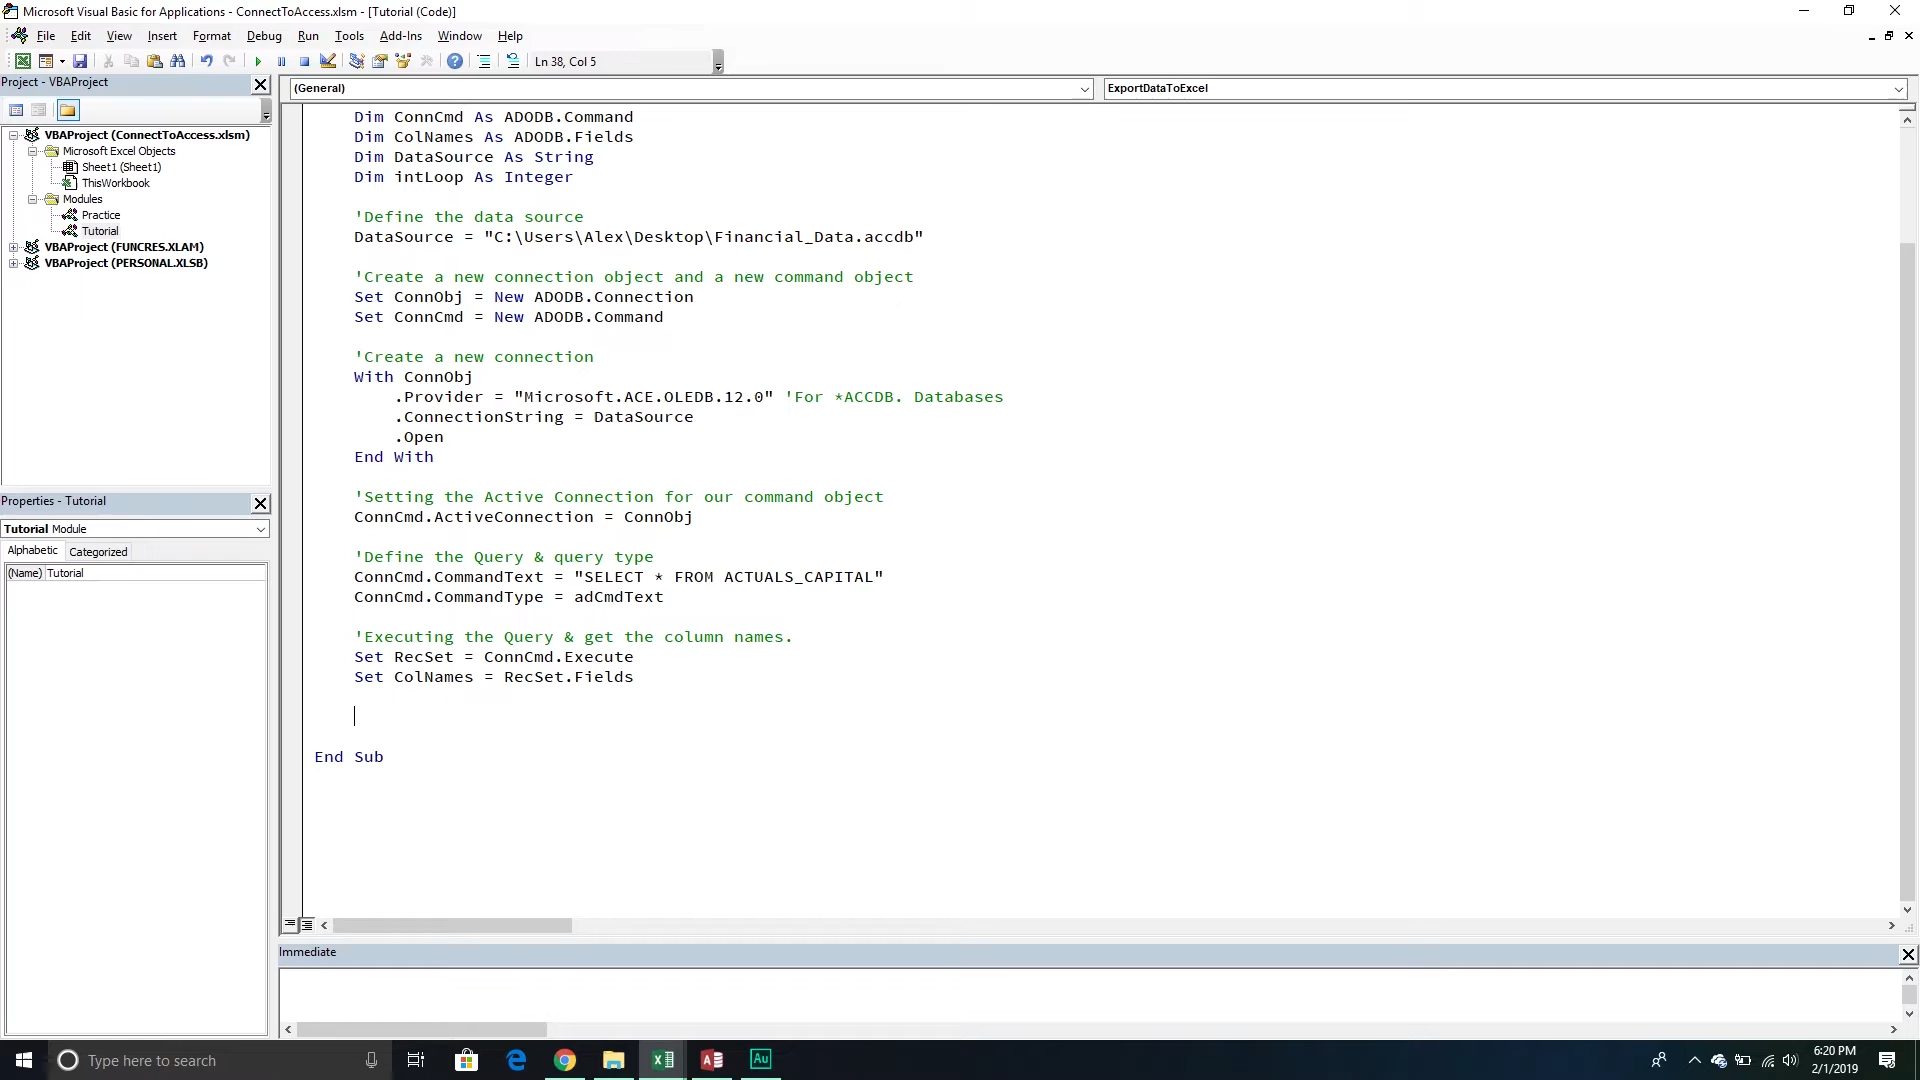 Microsoft Visual Basic for Applications - ConnectToAccess.xlsm - [Tutorial (Code)]
File Edit View Insert Format Debug Run Tools Add-Ins Window Help
Ln 38, Col 5
Project - VBAProject
(General)
ExportDataToExcel
VBAProject (ConnectToAccess.xlsm)
Microsoft Excel Objects
Sheet1 (Sheet1)
ThisWorkbook
Modules
Practice
Tutorial
VBAProject (FUNCRES.XLAM)
VBAProject (PERSONAL.XLSB)
Properties - Tutorial
Tutorial Module
Alphabetic Categorized
(Name) Tutorial
Dim ConnCmd As ADODB.Command
Dim ColNames As ADODB.Fields
Dim DataSource As String
Dim intLoop As Integer
'Define the data source
DataSource = "C:\Users\Alex\Desktop\Financial_Data.accdb"
'Create a new connection object and a new command object
Set ConnObj = New ADODB.Connection
Set ConnCmd = New ADODB.Command
'Create a new connection
With ConnObj
.Provider = "Microsoft.ACE.OLEDB.12.0" 'For *ACCDB. Databases
.ConnectionString = DataSource
.Open
End With
'Setting the Active Connection for our command object
ConnCmd.ActiveConnection = ConnObj
'Define the Query & query type
ConnCmd.CommandText = "SELECT * FROM ACTUALS_CAPITAL"
ConnCmd.CommandType = adCmdText
'Executing the Query & get the column names.
Set RecSet = ConnCmd.Execute
Set ColNames = RecSet.Fields
End Sub
Immediate
Type here to search
Au
6:20 PM
2/1/2019